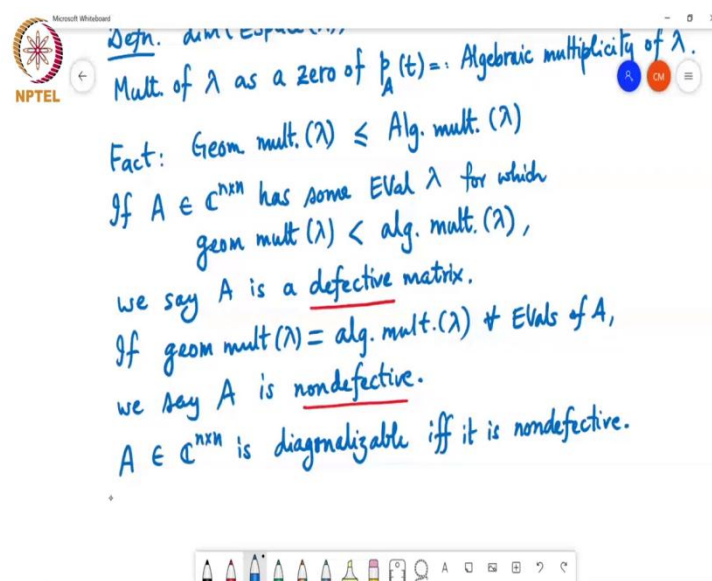 Microsoft Whiteboard
Defn.
Mult. of λ as a zero of p_A(t) =: Algebraic multiplicity of λ.
NPTEL
CM
Fact: Geom mult. (λ) ≤ Alg. mult. (λ)
If A ∈ ℂ^{n×n} has some EVal λ for which
geom mult (λ) < alg. mult. (λ),
we say A is a defective matrix.
If geom mult (λ) = alg. mult. (λ) ∀ EVals of A,
we say A is nondefective.
A ∈ ℂ^{n×n} is diagonalizable iff it is nondefective.